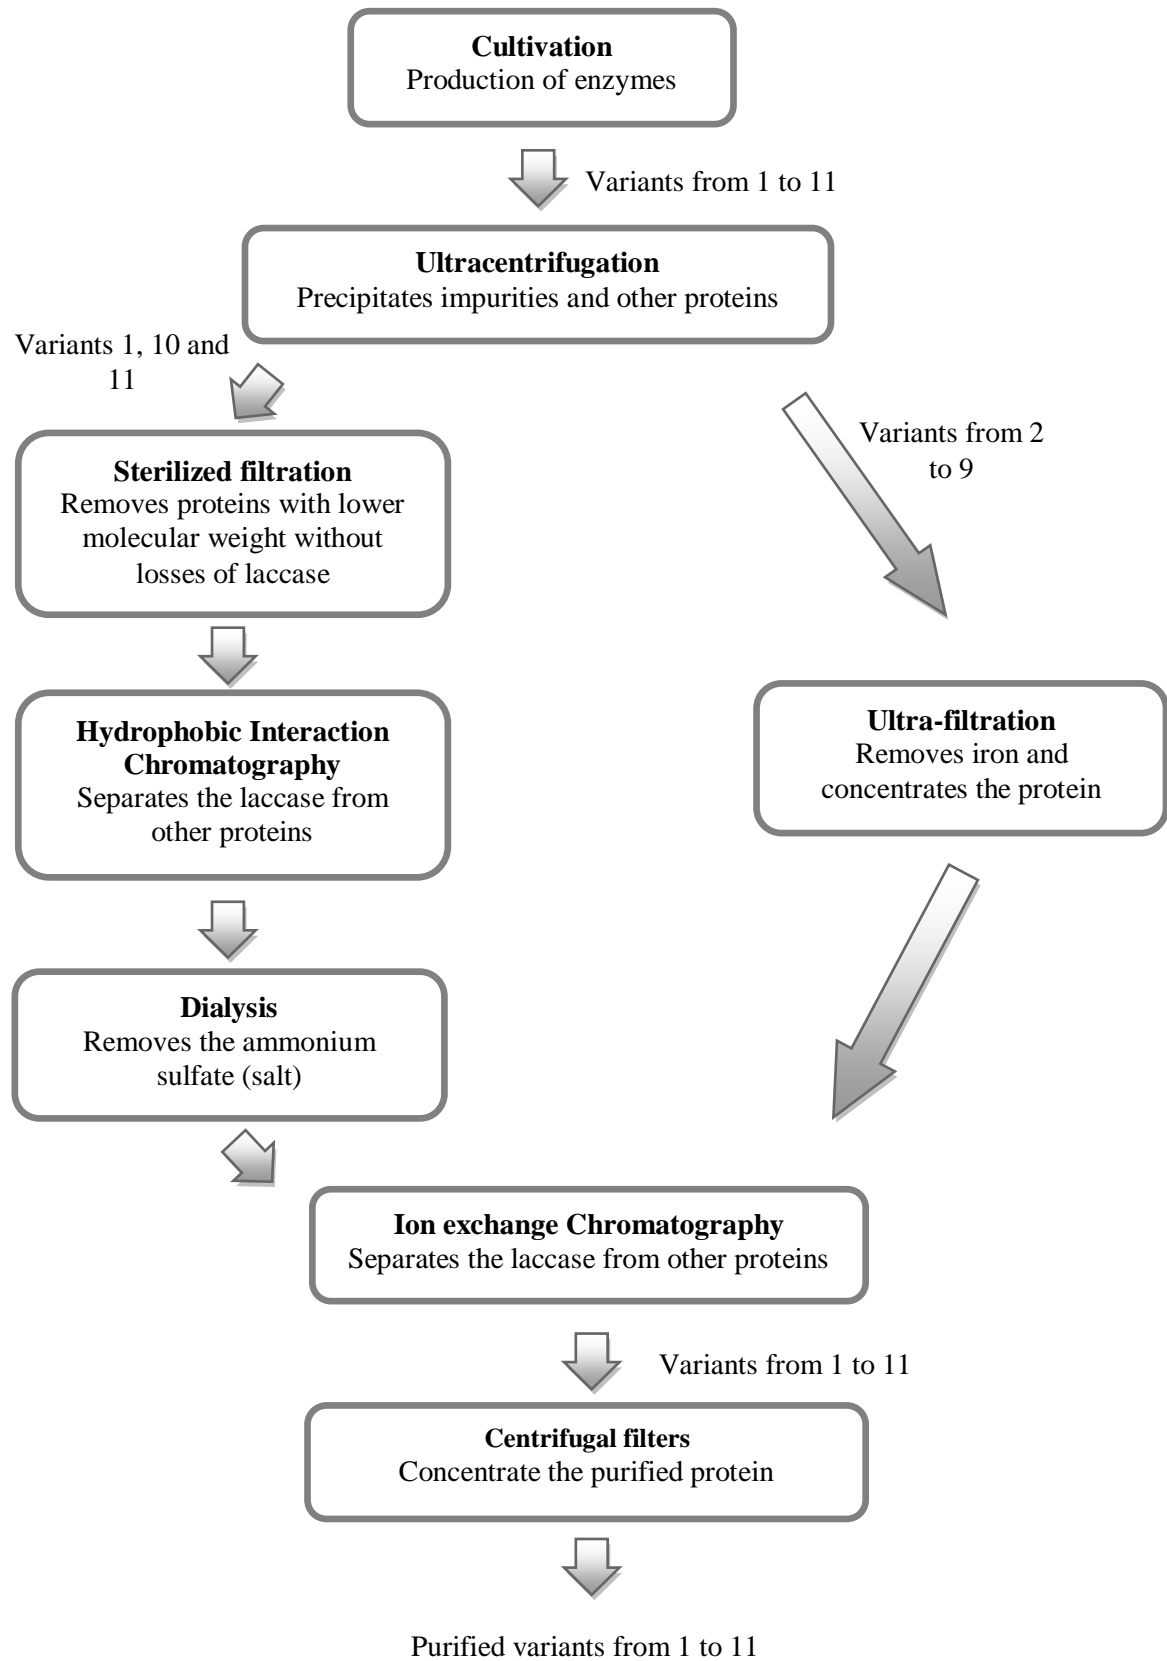 Cultivation
Production of enzymes
Variants from 1 to 11
Ultracentrifugation
Precipitates impurities and other proteins
Variants 1, 10 and
11
Variants from 2
to 9
Sterilized filtration
Removes proteins with lower
molecular weight without
losses of laccase
Hydrophobic Interaction
Chromatography
Separates the laccase from
other proteins
Ultra-filtration
Removes iron and
concentrates the protein
Dialysis
Removes the ammonium
sulfate (salt)
Ion exchange Chromatography
Separates the laccase from other proteins
Variants from 1 to 11
Centrifugal filters
Concentrate the purified protein
Purified variants from 1 to 11